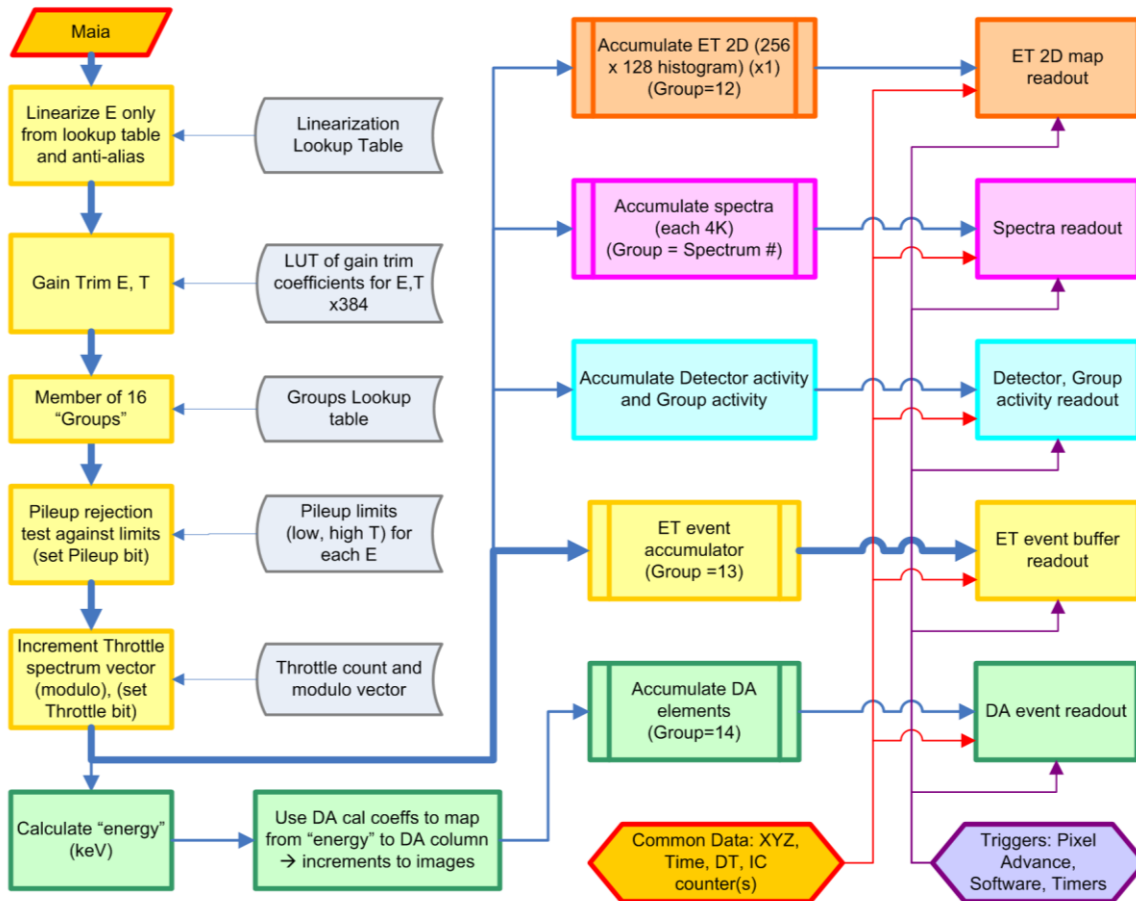 Maia
Linearize E only
from lookup table
and anti-alias
Linearization
Lookup Table
Gain Trim E, T
LUT of gain trim
coefficients for E,T
x384
Member of 16
“Groups”
Groups Lookup
table
Pileup rejection
test against limits
(set Pileup bit)
Pileup limits
(low, high T) for
each E
Increment Throttle
spectrum vector
(modulo), (set
Throttle bit)
Throttle count and
modulo vector
Calculate “energy”
(keV)
Use DA cal coeffs to map
from “energy” to DA column
→ increments to images
Accumulate ET 2D (256
x 128 histogram) (x1)
(Group=12)
ET 2D map
readout
Accumulate spectra
(each 4K)
(Group = Spectrum #)
Spectra readout
Accumulate Detector activity
and Group activity
Detector, Group
activity readout
ET event
accumulator
(Group =13)
ET event buffer
readout
Accumulate DA
elements
(Group=14)
DA event readout
Common Data: XYZ,
Time, DT, IC
counter(s)
Triggers: Pixel
Advance,
Software, Timers